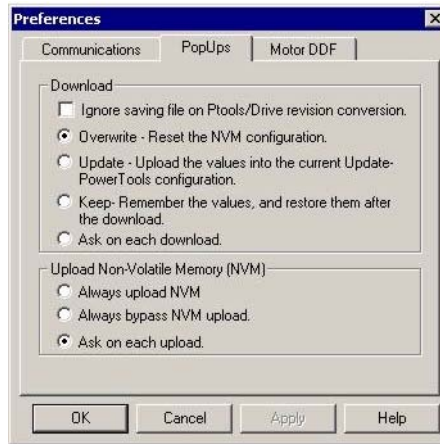 Preferences
Communications PopUps Motor DDF
Download
Ignore saving file on Ptools/Drive revision conversion.
Overwrite - Reset the NVM configuration.
Update - Upload the values into the current Update-
PowerTools configuration.
Keep- Remember the values, and restore them after
the download.
Ask on each download.
Upload Non-Volatile Memory (NVM)
Always upload NVM
Always bypass NVM upload.
Ask on each upload.
OK Cancel Apply Help